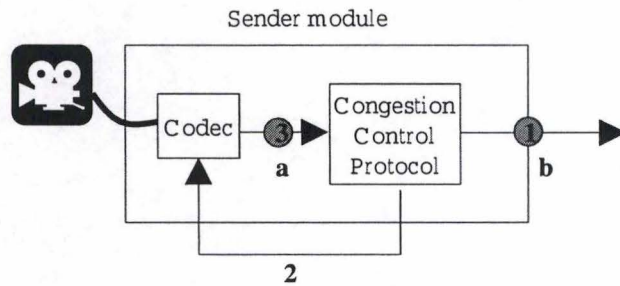 Sender module
Codec
3
a
Congestion
Control
Protocol
1
b
2